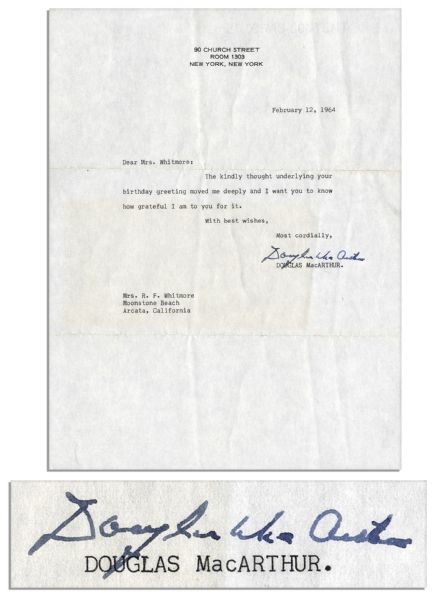 90 CHURCH STREET
ROOM 1303
NEW YORK, NEW YORK
February 12, 1964
Dear Mrs. Whitmore:
The kindly thought underlying your
birthday greeting moved me deeply and I want you to know
how grateful I am to you for it.
With best wishes,
Most cordially,
Douglas MacArthur
DOUGLAS MacARTHUR.
Mrs. R. F. Whitmore
Moonstone Beach
Arcata, California
Douglas MacArthur
DOUGLAS MacARTHUR.